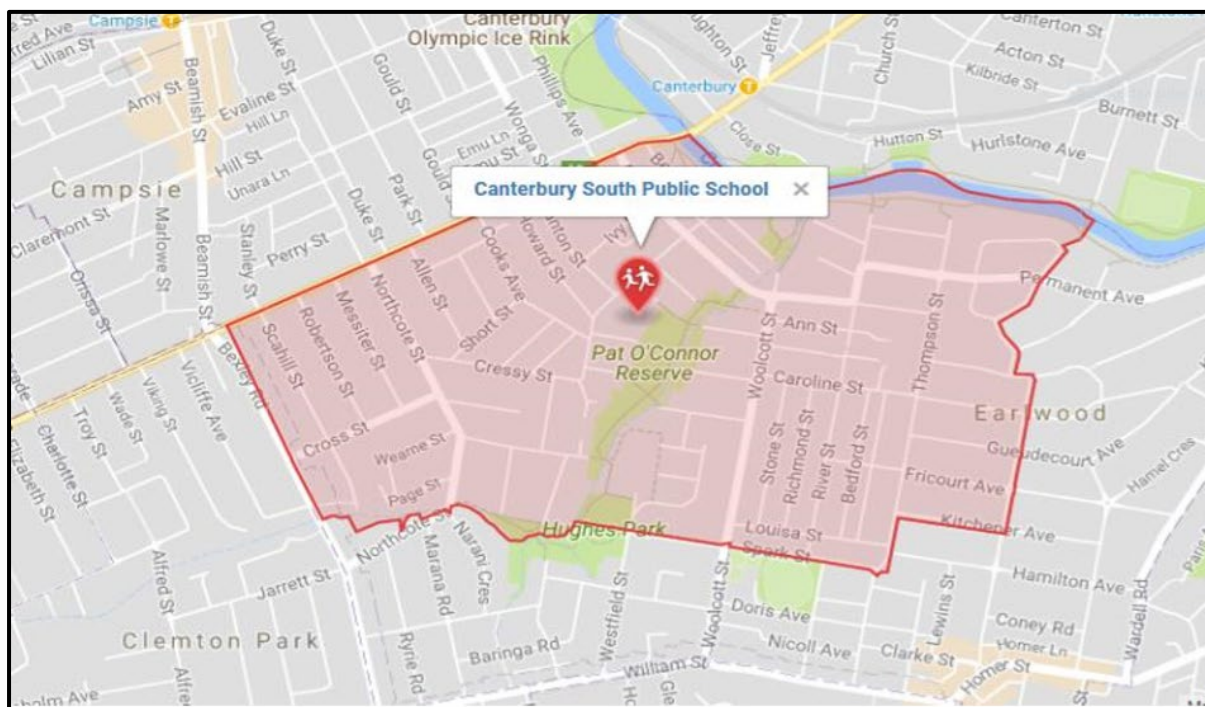 Campsie
Alfred Ave
Lilian St
Beamish St
Amy St
Duke St
Evaline St
Hill Ln
Hill St
Unara Ln
Gould St
Canterbury
Olympic Ice Rink
Phillips Ave
Wonga St
Emu Ln
Emu St
Park St
Canterbury
Jeffrey
Close St
Church St
Canterton St
Acton St
Kilbride St
Burnett St
Hutton St
Hurlstone Ave
Campsie
Claremont St
Marlowe St
Orissa St
Beamish St
Stanley St
Perry St
Duke St
Gould St
Canterbury South Public School
Howard St
Cooks Ave
Allen St
Northcote St
Messiter St
Robertson St
Scahill St
Short St
Cressy St
Pat O'Connor
Reserve
Woolcott St
Ann St
Caroline St
Thompson St
Permanent Ave
Earlwood
Gueudecourt Ave
Hamel Cres
Fricourt Ave
Kitchener Ave
Stone St
Richmond St
River St
Bedford St
Louisa St
Spark St
Bexley Rd
Vicliffe Ave
Viking St
Wade St
Troy St
Charlotte St
Elizabeth St
Cross St
Wearne St
Page St
Northcote St
Marana Rd
Narani Cres
Hughes Park
Jarrett St
Alfred St
Clemton Park
Ryrie Rd
Baringa Rd
Westfield St
Woolcott St
William St
Doris Ave
Nicoll Ave
Clarke St
Lewins St
Hamilton Ave
Coney Rd
Homer Ln
Homer St
Wardell Rd